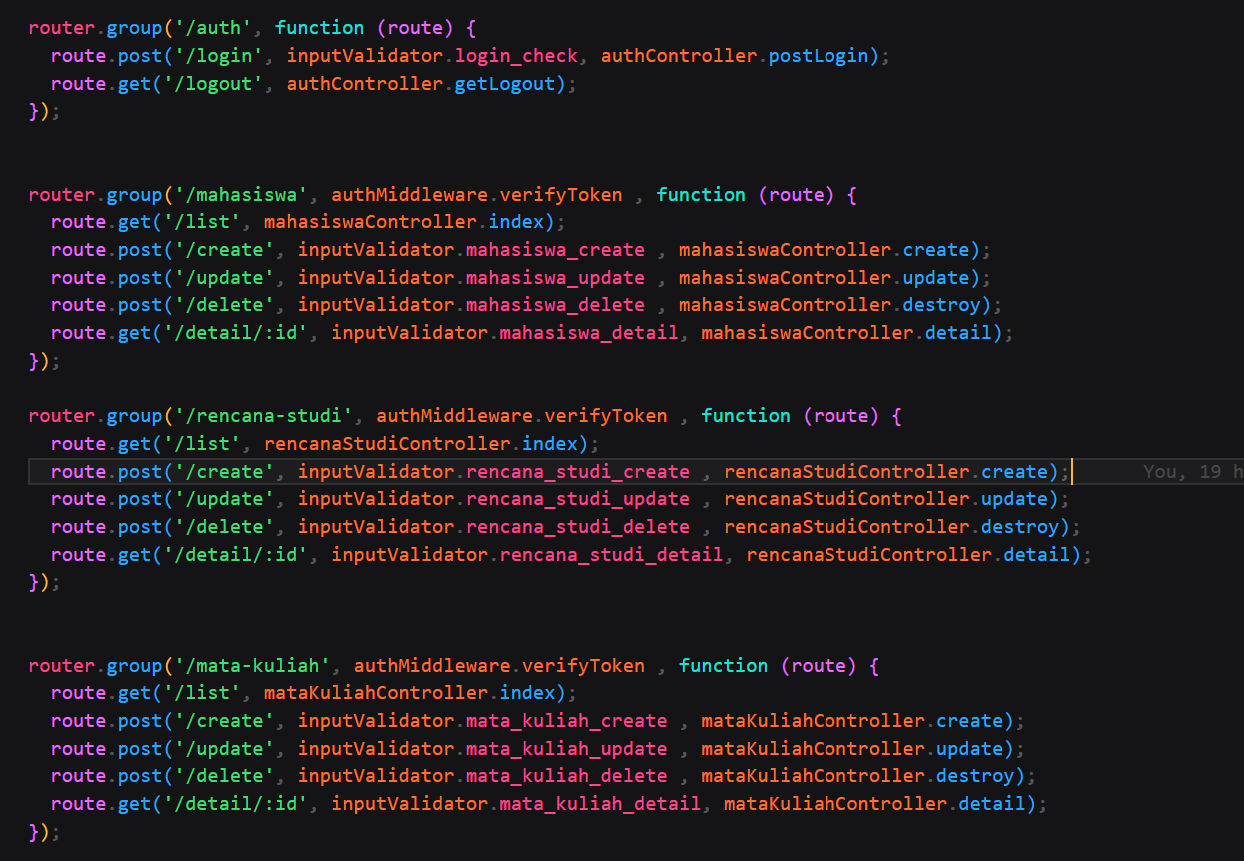 router.group('/auth', function (route) {
  route.post('/login', inputValidator.login_check, authController.postLogin);
  route.get('/logout', authController.getLogout);
});
router.group('/mahasiswa', authMiddleware.verifyToken , function (route) {
  route.get('/list', mahasiswaController.index);
  route.post('/create', inputValidator.mahasiswa_create , mahasiswaController.create);
  route.post('/update', inputValidator.mahasiswa_update , mahasiswaController.update);
  route.post('/delete', inputValidator.mahasiswa_delete , mahasiswaController.destroy);
  route.get('/detail/:id', inputValidator.mahasiswa_detail, mahasiswaController.detail);
});
router.group('/rencana-studi', authMiddleware.verifyToken , function (route) {
  route.get('/list', rencanaStudiController.index);
  route.post('/create', inputValidator.rencana_studi_create , rencanaStudiController.create); You, 19 h
  route.post('/update', inputValidator.rencana_studi_update , rencanaStudiController.update);
  route.post('/delete', inputValidator.rencana_studi_delete , rencanaStudiController.destroy);
  route.get('/detail/:id', inputValidator.rencana_studi_detail, rencanaStudiController.detail);
});
router.group('/mata-kuliah', authMiddleware.verifyToken , function (route) {
  route.get('/list', mataKuliahController.index);
  route.post('/create', inputValidator.mata_kuliah_create , mataKuliahController.create);
  route.post('/update', inputValidator.mata_kuliah_update , mataKuliahController.update);
  route.post('/delete', inputValidator.mata_kuliah_delete , mataKuliahController.destroy);
  route.get('/detail/:id', inputValidator.mata_kuliah_detail, mataKuliahController.detail);
});